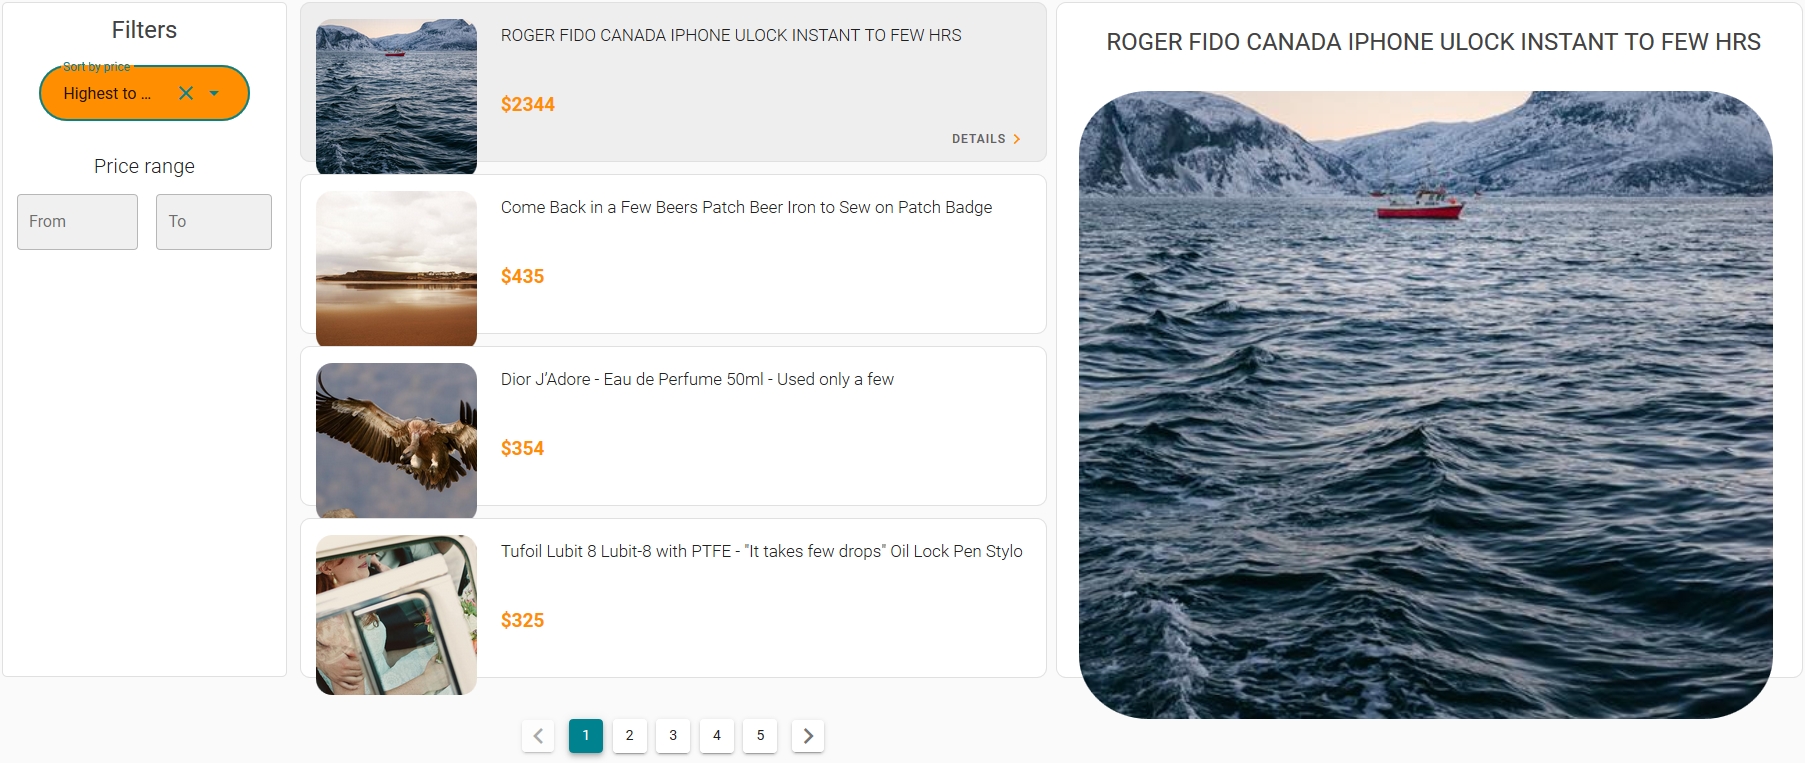 Filters
Sort by price
Highest to ...
Price range
From
To
ROGER FIDO CANADA IPHONE ULOCK INSTANT TO FEW HRS
$2344
DETAILS
Come Back in a Few Beers Patch Beer Iron to Sew on Patch Badge
$435
Dior J’Adore - Eau de Perfume 50ml - Used only a few
$354
Tufoil Lubit 8 Lubit-8 with PTFE - "It takes few drops" Oil Lock Pen Stylo
$325
1 2 3 4 5
ROGER FIDO CANADA IPHONE ULOCK INSTANT TO FEW HRS